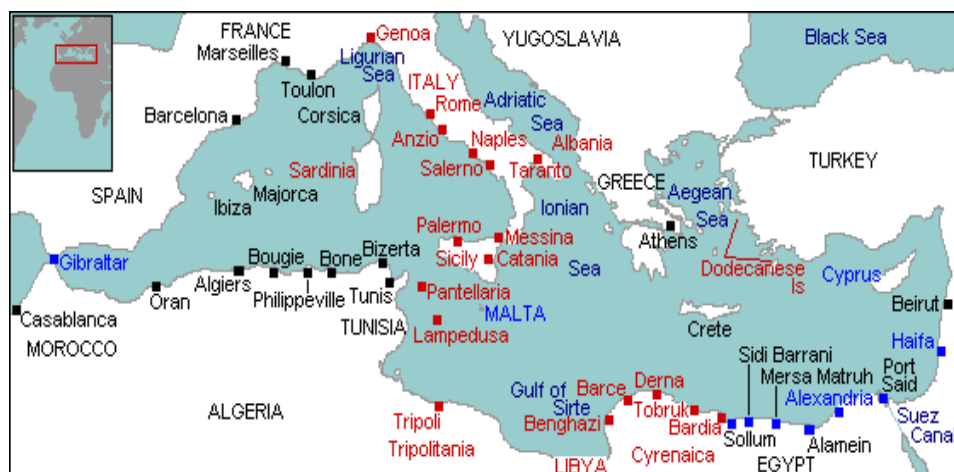 FRANCE
Genoa
YUGOSLAVIA
Black Sea
Marseilles
Ligurian
Sea
Toulon
ITALY
Adriatic
Sea
Corsica
Rome
Barcelona
Anzio
Naples
Albania
Sardinia
Salerno
Taranto
TURKEY
SPAIN
Majorca
Ibiza
GREECE
Aegean
Sea
Ionian
Sea
Palermo
Messina
Athens
Gibraltar
Bougie
Bone
Bizerta
Sicily
Catania
Dodecanese
Is
Cyprus
Algiers
Philippeville
Tunis
Oran
Pantellaria
Beirut
Casablanca
TUNISIA
MALTA
Lampedusa
Crete
MOROCCO
Haifa
Sidi Barrani
Mersa Matruh
Port
Said
ALGERIA
Gulf of
Sirte
Barce
Derna
Alexandria
Tripoli
Benghazi
Tobruk
Bardia
Suez
Canal
Sollum
Alamein
Tripolitania
Cyrenaica
LIBYA
EGYPT